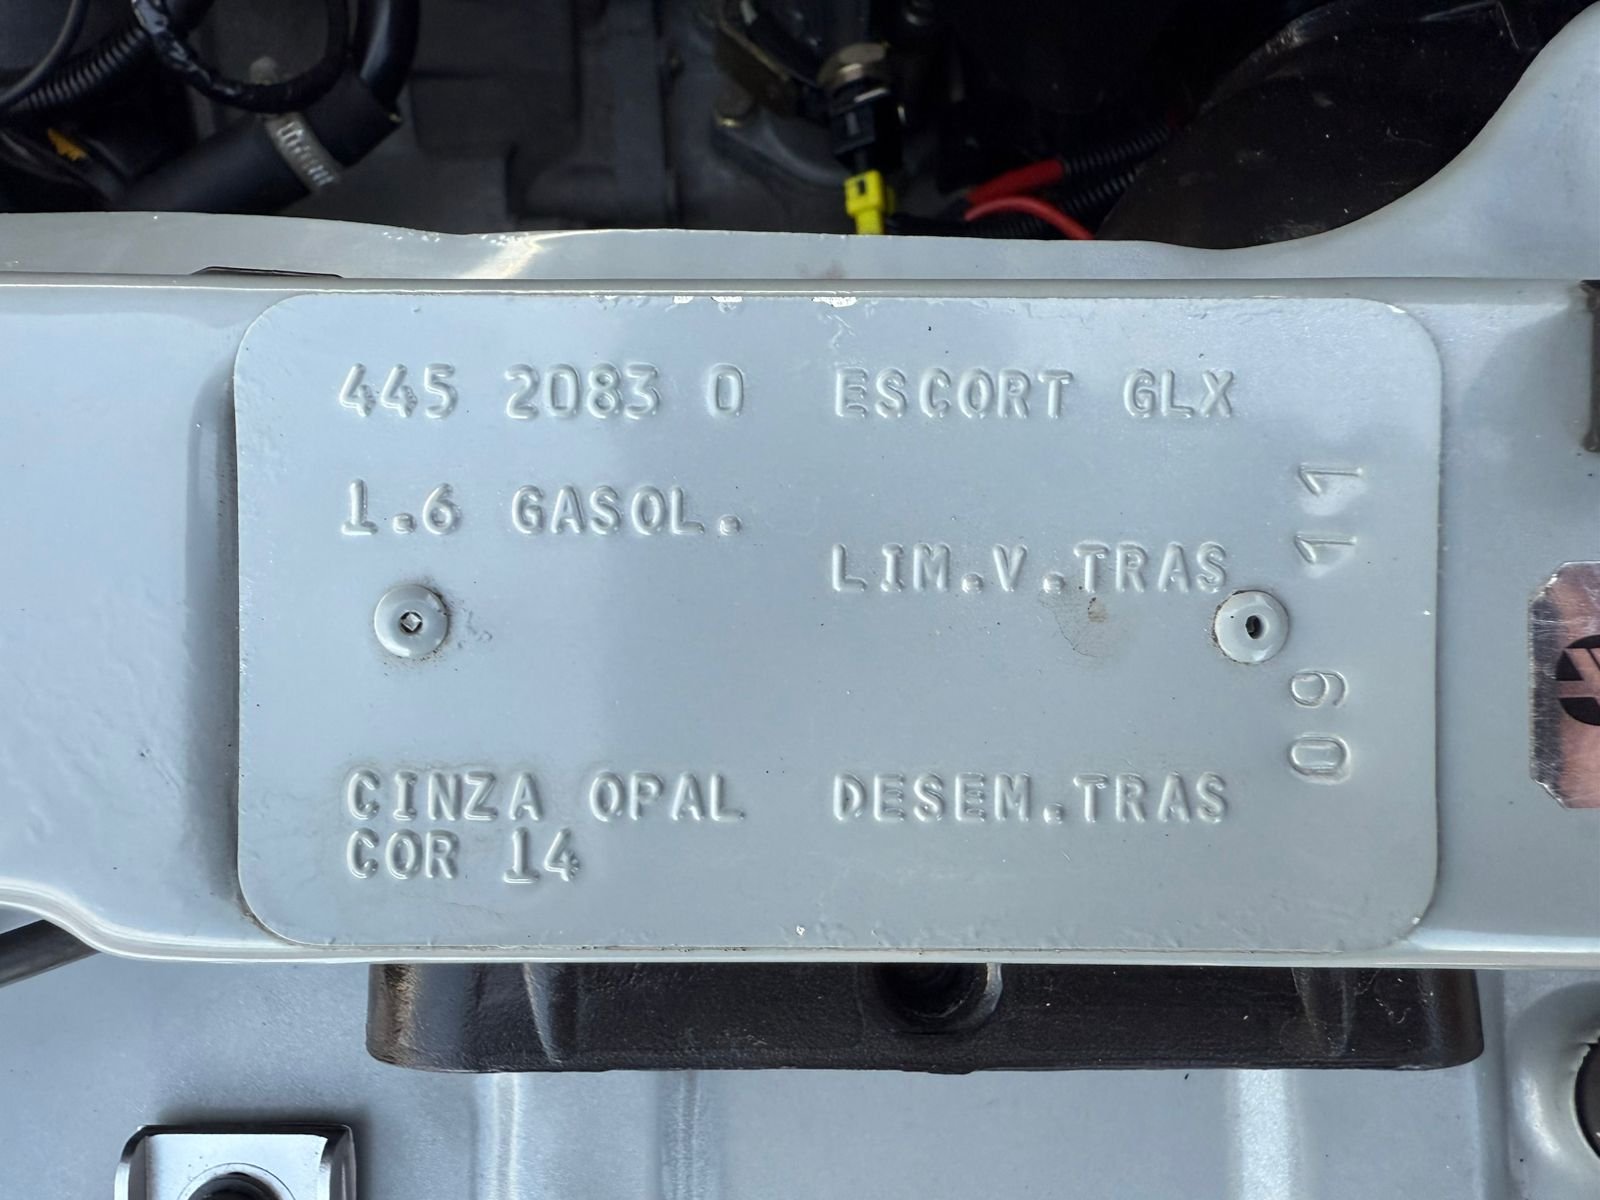 445 2083 0 ESCORT GLX
1.6 GASOL.
LIM.V.TRAS
09 11
CINZA OPAL DESEM.TRAS
COR 14